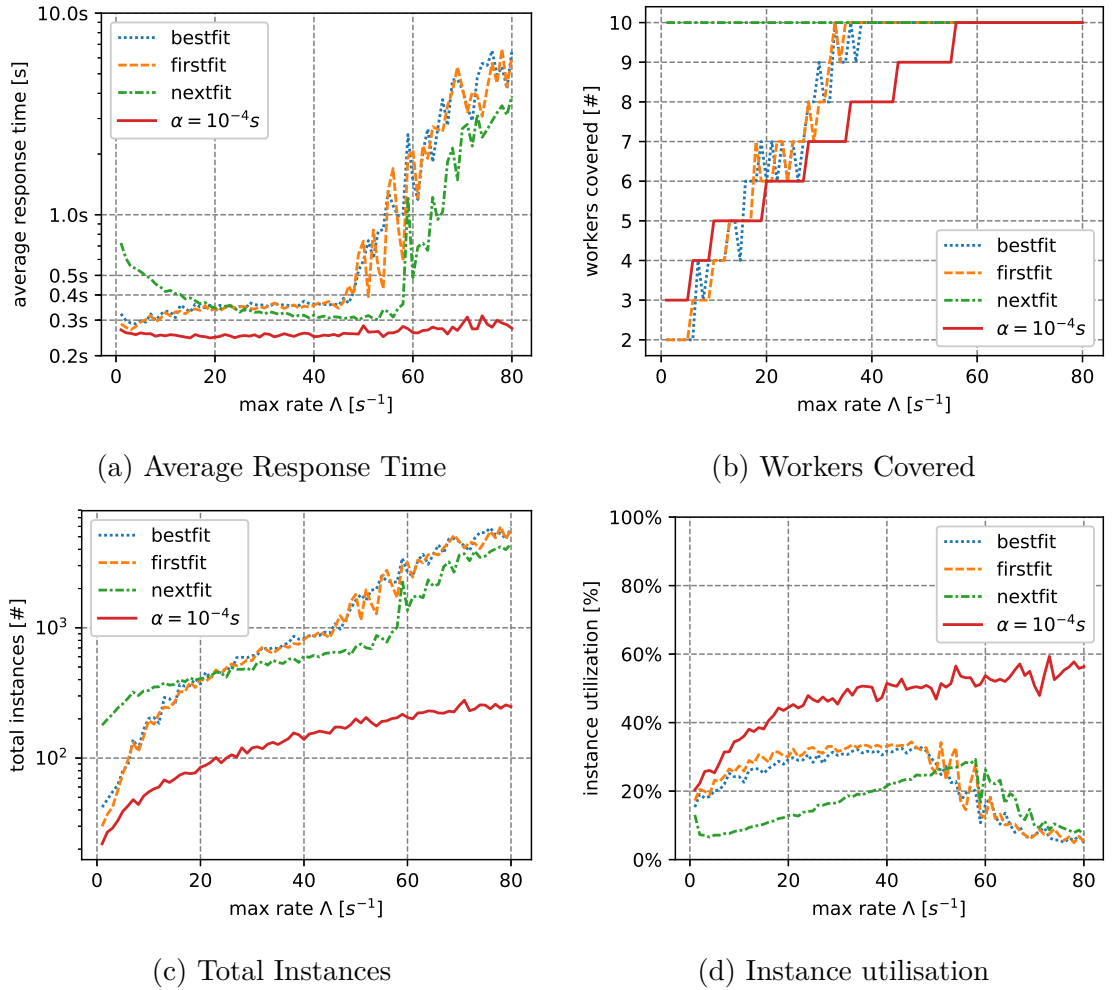 average response time [s]
10.0s
1.0s
0.5s
0.4s
0.3s
0.2s
bestfit
firstfit
nextfit
α = 10⁻⁴s
0 20 40 60 80
max rate Λ [s⁻¹]
(a) Average Response Time
workers covered [#]
10
9
8
7
6
5
4
3
2
bestfit
firstfit
nextfit
α = 10⁻⁴s
0 20 40 60 80
max rate Λ [s⁻¹]
(b) Workers Covered
total instances [#]
10³
10²
bestfit
firstfit
nextfit
α = 10⁻⁴s
0 20 40 60 80
max rate Λ [s⁻¹]
(c) Total Instances
instance utilization [%]
100%
80%
60%
40%
20%
0%
bestfit
firstfit
nextfit
α = 10⁻⁴s
0 20 40 60 80
max rate Λ [s⁻¹]
(d) Instance utilisation